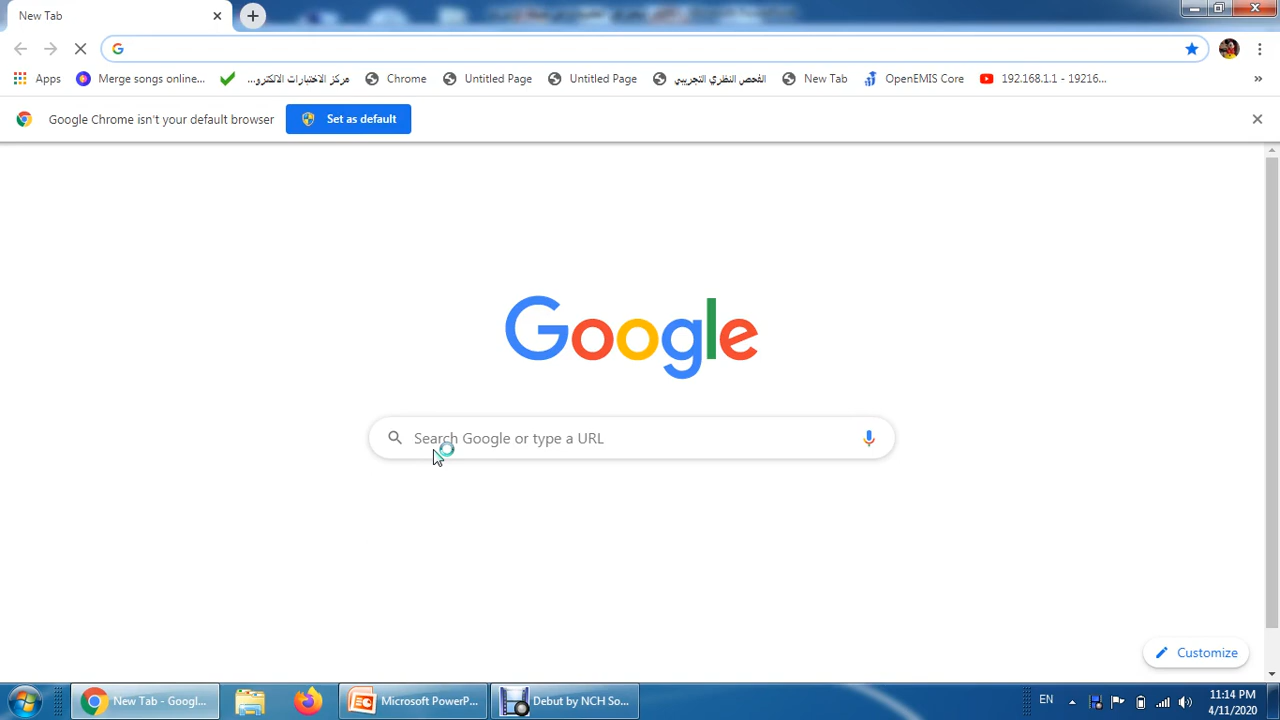 New Tab
Apps
Merge songs online...
مركز الاختبارات الالكترو...
Chrome
Untitled Page
Untitled Page
الفحص النظري التجريبي
New Tab
OpenEMIS Core
192.168.1.1 - 19216...
»
Google Chrome isn't your default browser
Set as default
Google
Search Google or type a URL
Customize
New Tab - Googl...
Microsoft PowerP...
Debut by NCH So...
EN
11:14 PM
4/11/2020